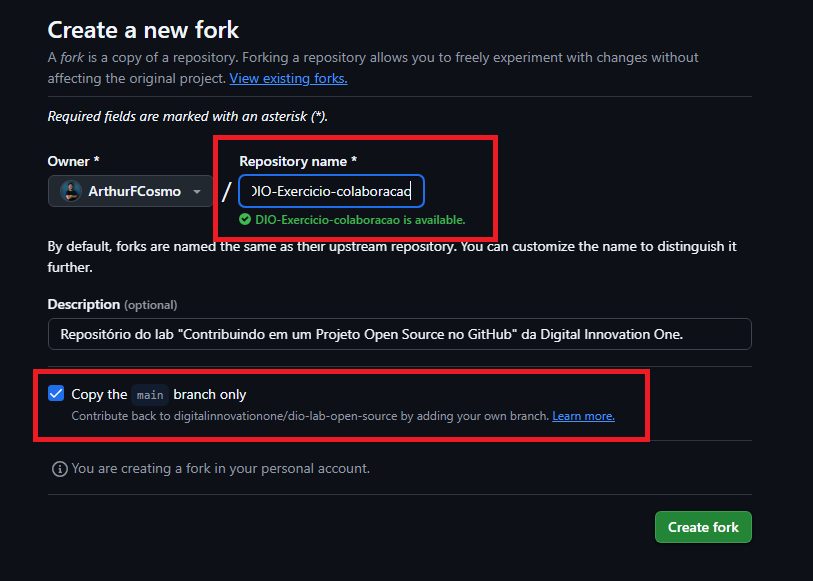 Create a new fork
A fork is a copy of a repository. Forking a repository allows you to freely experiment with changes without
affecting the original project. View existing forks.
Required fields are marked with an asterisk (*).
Owner *
Repository name *
ArthurFCosmo
/
DIO-Exercicio-colaboracao
DIO-Exercicio-colaboracao is available.
By default, forks are named the same as their upstream repository. You can customize the name to distinguish it
further.
Description (optional)
Repositório do lab "Contribuindo em um Projeto Open Source no GitHub" da Digital Innovation One.
Copy the main branch only
Contribute back to digitalinnovationone/dio-lab-open-source by adding your own branch. Learn more.
You are creating a fork in your personal account.
Create fork